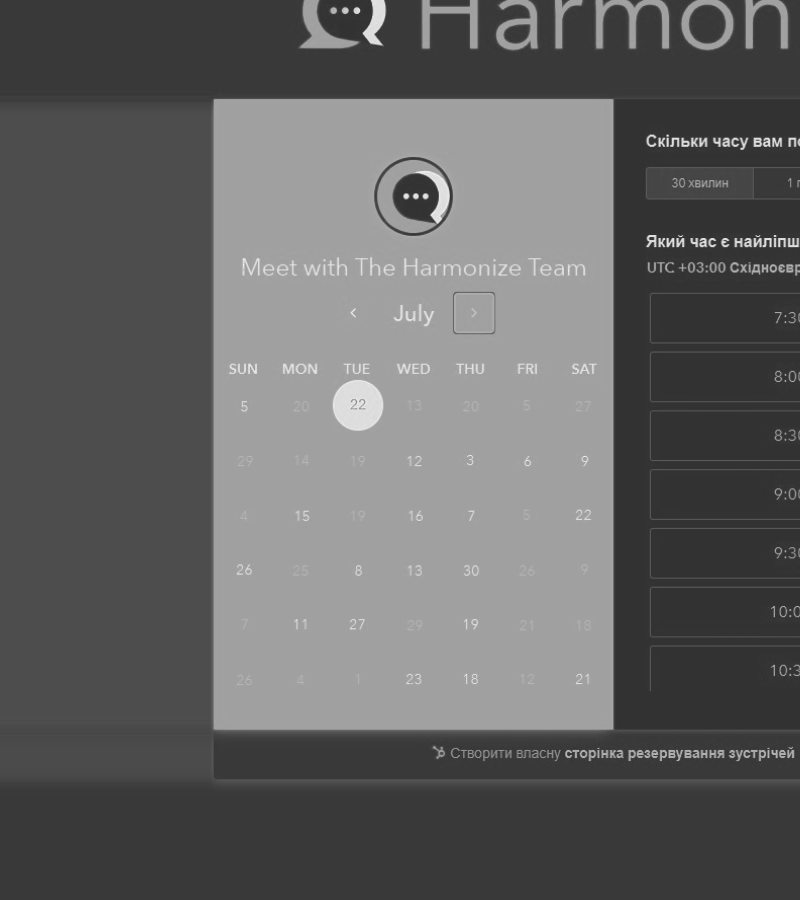 Harmon
Meet with The Harmonize Team
July
SUN MON TUE WED THU FRI SAT
5 20 22 13 20 5 27
29 14 19 12 3 6 9
4 15 19 16 7 5 22
26 25 8 13 30 26 9
7 11 27 29 19 21 18
26 4 1 23 18 12 21
Скільки часу вам
30 хвилин 1
Який час є
UTC +03:00
7:30
8:00
8:30
9:00
9:30
10:0
10:3
Створити власну сторінка резервування зустрічей